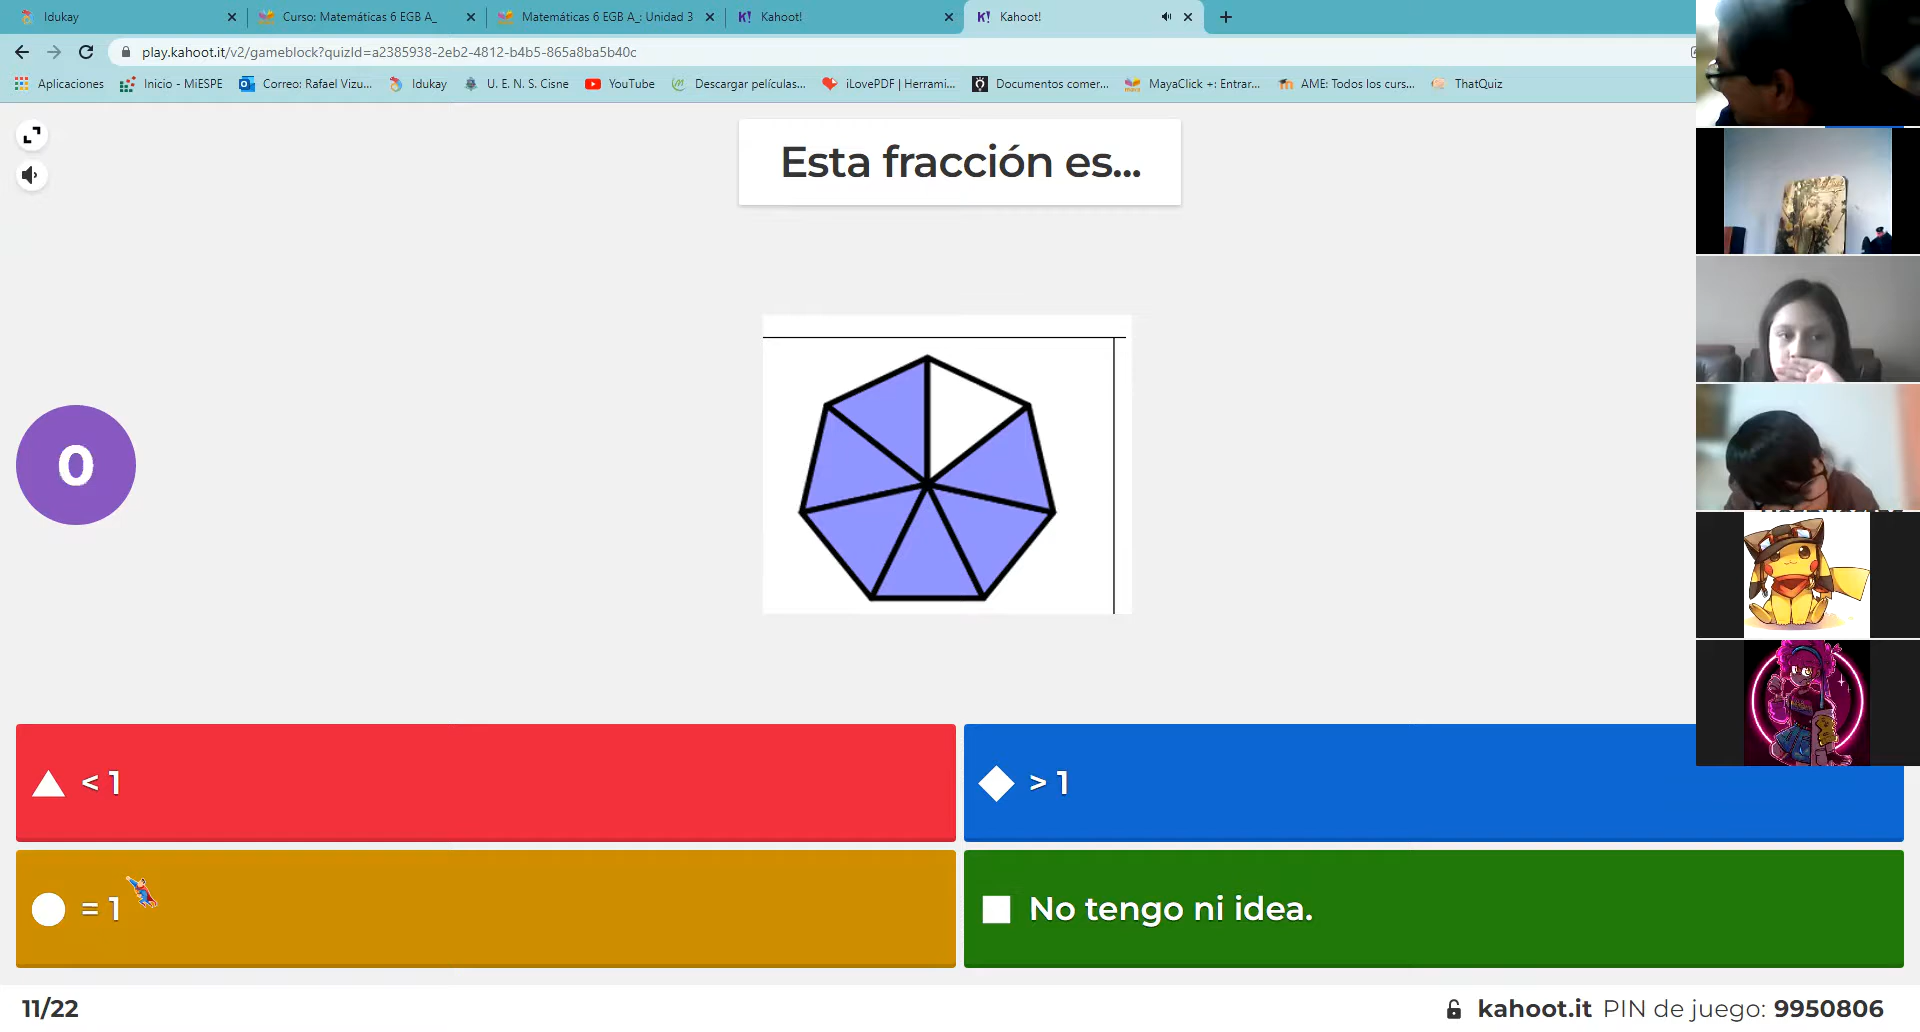 Idukay
Curso: Matemáticas 6 EGB A_
Matemáticas 6 EGB A_: Unidad 3
K! Kahoot!
K! Kahoot!
play.kahoot.it/v2/gameblock?quizId=a2385938-2eb2-4812-b4b5-865a8ba5b40c
Aplicaciones
Inicio - MiESPE
Correo: Rafael Vizu...
Idukay
U. E. N. S. Cisne
YouTube
Descargar películas...
iLovePDF | Herrami...
Documentos comer...
MayaClick +: Entrar...
AME: Todos los curs...
ThatQuiz
Esta fracción es...
0
< 1
> 1
= 1
No tengo ni idea.
11/22
kahoot.it PIN de juego: 9950806